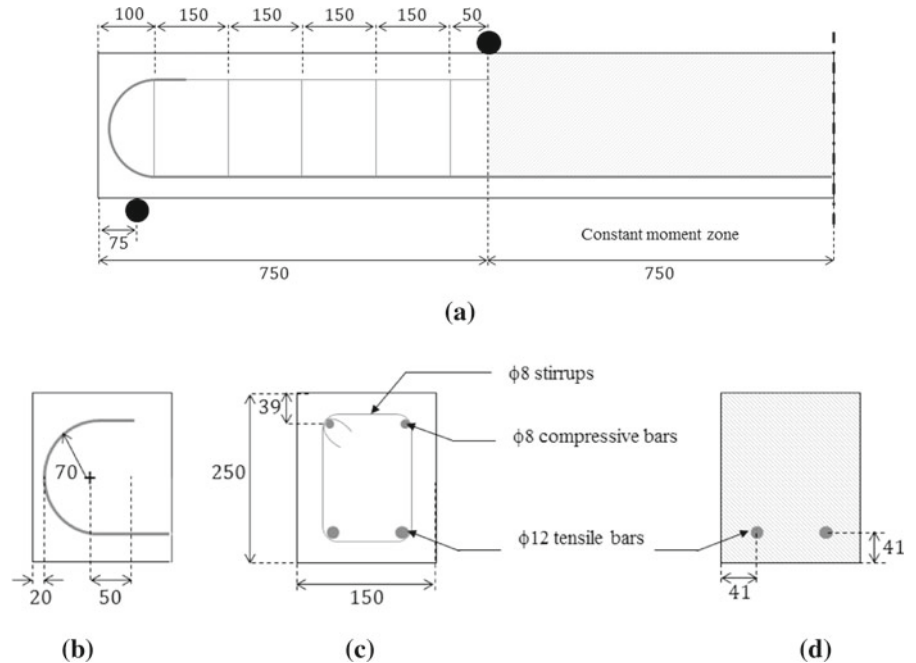 (a)
100 150 150 150 150 50
75
Constant moment zone
750 750
(a)
ϕ8 stirrups
39
ϕ8 compressive bars
70
250
ϕ12 tensile bars
41
20 50
150
41
(b) (c) (d)